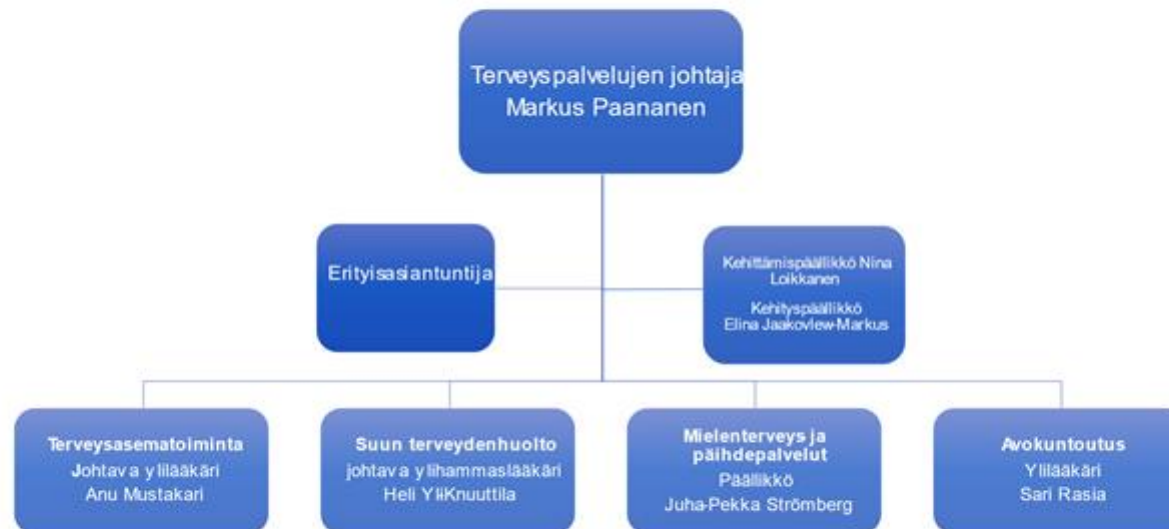 Terveyspalvelujen johtaja
Markus Paananen
Erityisasiantuntija
Kehittämispäällikkö Nina
Loikkanen
Kehityspäällikkö
Elina Jaakovlew-Markus
Terveysasematoiminta
Johtava ylilääkäri
Anu Mustakari
Suun terveydenhuolto
johtava ylihammaslääkäri
Heli YliKnuuttila
Mielenterveys ja
päihdepalvelut
Päällikkö
Juha-Pekka Strömberg
Avokuntoutus
Ylilääkäri
Sari Rasia